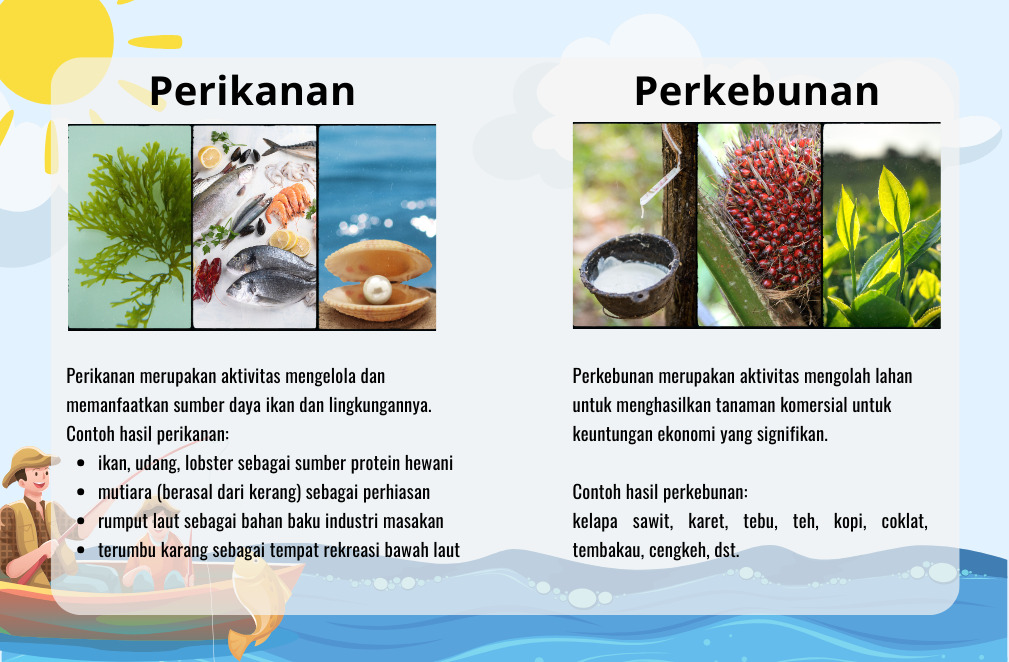 Perikanan
Perikanan merupakan aktivitas mengelola dan
memanfaatkan sumber daya ikan dan lingkungannya.
Contoh hasil perikanan:
• ikan, udang, lobster sebagai sumber protein hewani
• mutiara (berasal dari kerang) sebagai perhiasan
• rumput laut sebagai bahan baku industri masakan
• terumbu karang sebagai tempat rekreasi bawah laut
Perkebunan
Perkebunan merupakan aktivitas mengolah lahan
untuk menghasilkan tanaman komersial untuk
keuntungan ekonomi yang signifikan.
Contoh hasil perkebunan:
kelapa sawit, karet, tebu, teh, kopi, coklat,
tembakau, cengkeh, dst.